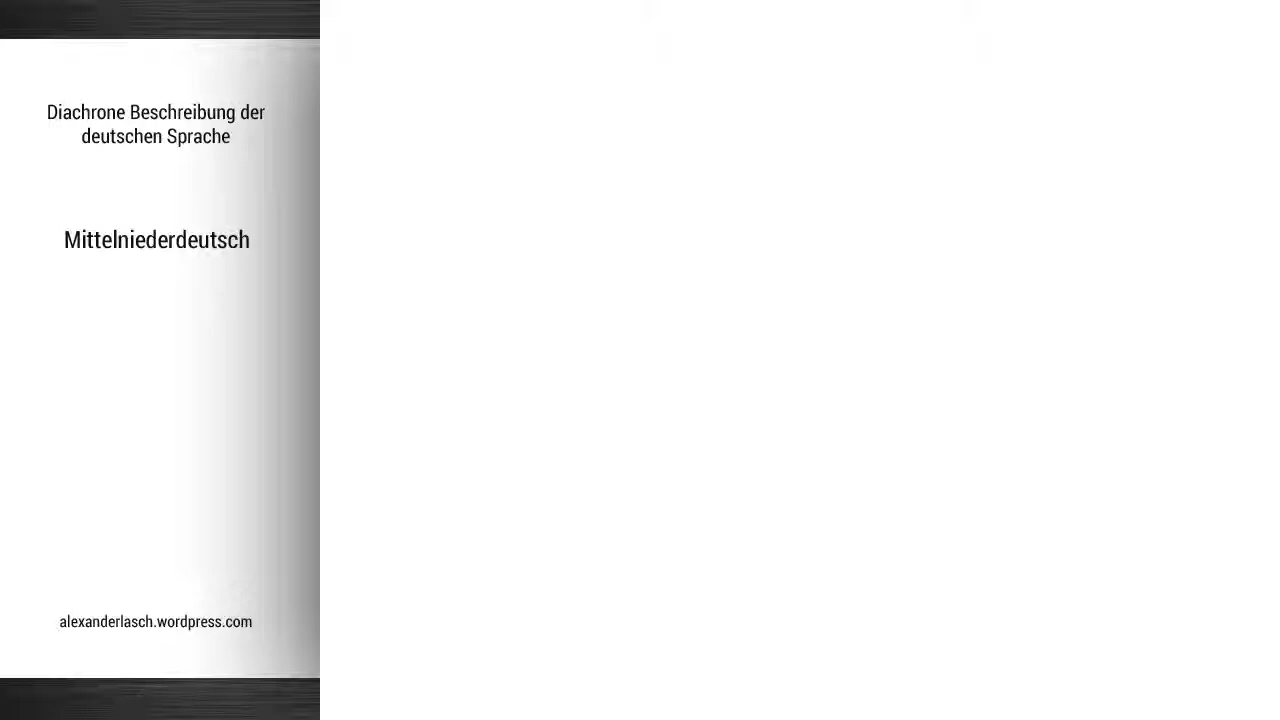 Diachrone Beschreibung der
deutschen Sprache
Mittelniederdeutsch
alexanderlasch.wordpress.com